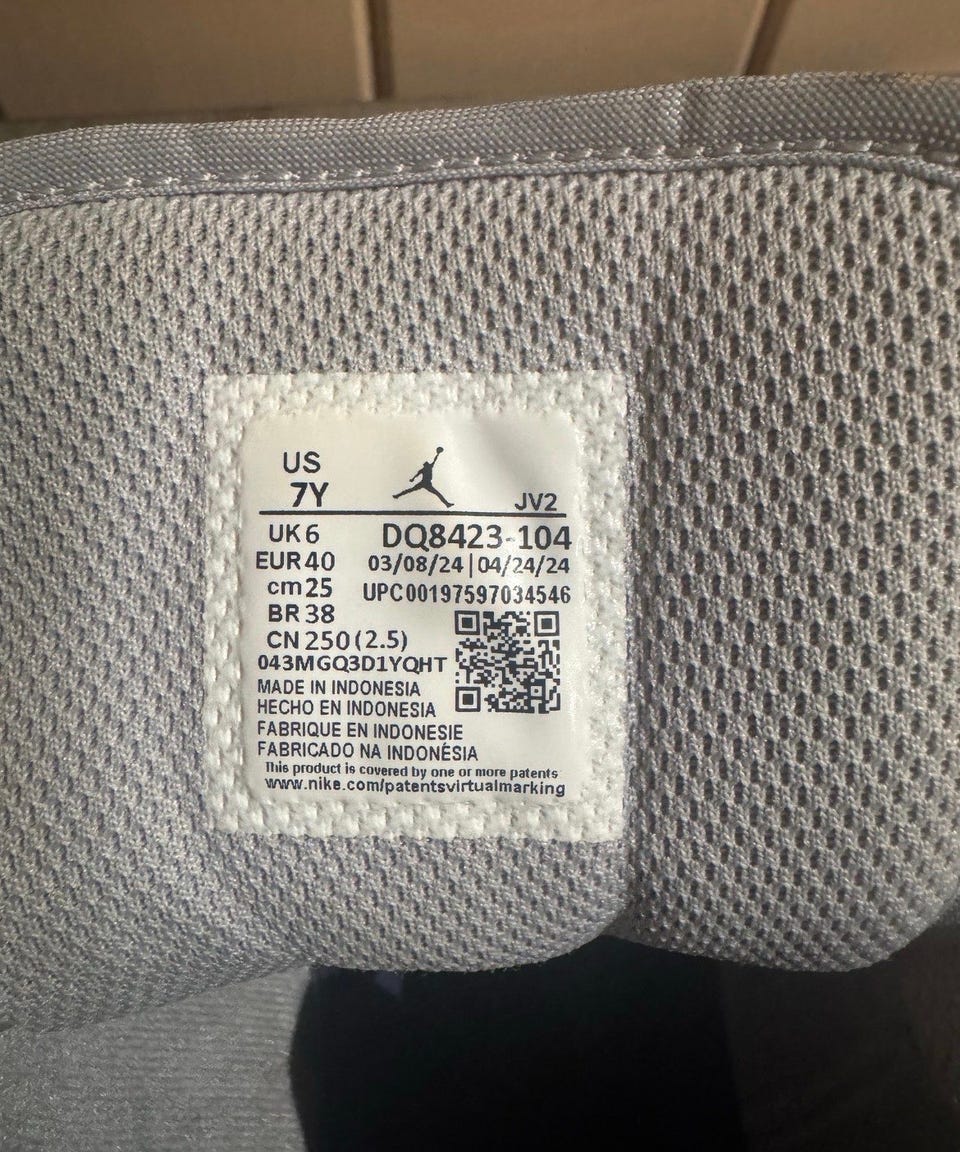 US
7Y
JV2
UK 6
DQ8423-104
EUR 40
03/08/24 | 04/24/24
cm 25
UPC00197597034546
BR 38
CN 250 (2.5)
043MGQ3D1YQHT
MADE IN INDONESIA
HECHO EN INDONESIA
FABRIQUE EN INDONESIE
FABRICADO NA INDONÉSIA
This product is covered by one or more patents
www.nike.com/patentsvirtualmarking